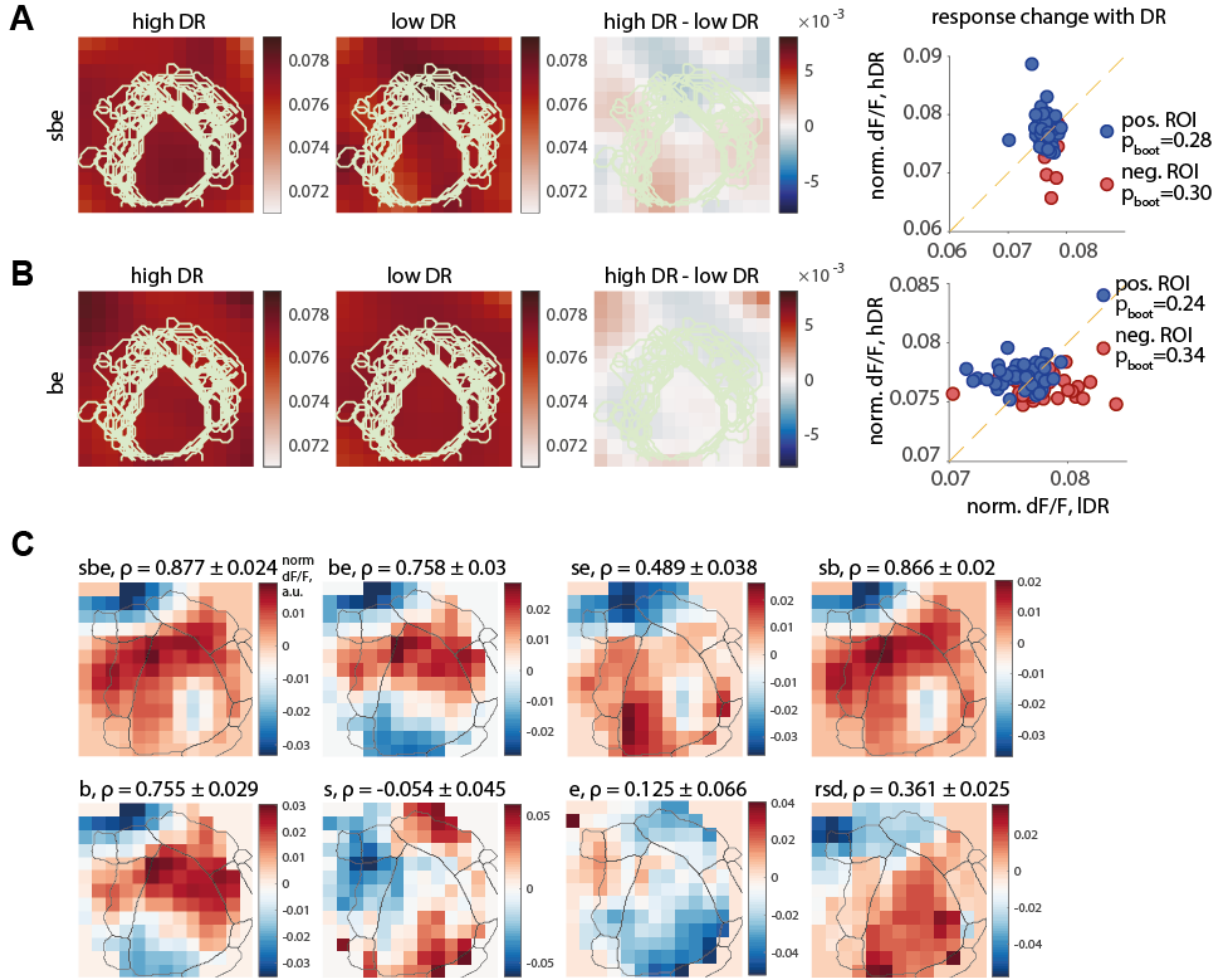 A
high DR
low DR
high DR - low DR
response change with DR
sbe
0.078
0.076
0.074
0.072
0.078
0.076
0.074
0.072
×10⁻³
5
0
-5
norm. dF/F, hDR
0.09
0.08
0.07
0.06
0.06
0.07
0.08
pos. ROI
p_boot=0.28
neg. ROI
p_boot=0.30
B
high DR
low DR
high DR - low DR
be
0.078
0.076
0.074
0.072
0.078
0.076
0.074
0.072
×10⁻³
5
0
-5
norm. dF/F, hDR
0.085
0.08
0.075
0.07
0.07
0.08
norm. dF/F, lDR
pos. ROI
p_boot=0.24
neg. ROI
p_boot=0.34
C
sbe, ρ = 0.877 ± 0.024
norm
dF/F,
a.u.
0.01
0
-0.01
-0.02
-0.03
be, ρ = 0.758 ± 0.03
0.02
0.01
0
-0.01
-0.02
se, ρ = 0.489 ± 0.038
0.02
0.01
0
-0.01
-0.02
-0.03
sb, ρ = 0.866 ± 0.02
0.02
0.01
0
-0.01
-0.02
-0.03
b, ρ = 0.755 ± 0.029
0.03
0.02
0.01
0
-0.01
-0.02
-0.03
s, ρ = -0.054 ± 0.045
0.05
0
-0.05
e, ρ = 0.125 ± 0.066
0.04
0.02
0
-0.02
-0.04
rsd, ρ = 0.361 ± 0.025
0.02
0
-0.02
-0.04